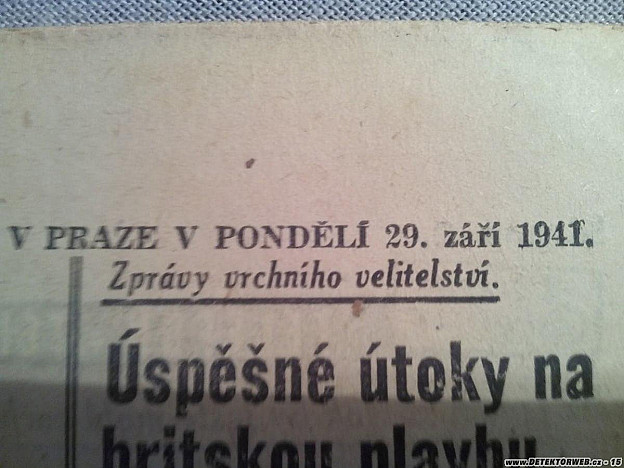 V PRAZE V PONDĚLÍ 29. září 1941.
Zprávy vrchního velitelství.
Úspěšné útoky na
britskou plavbu
www.DETEKTORWEB.cz - 15